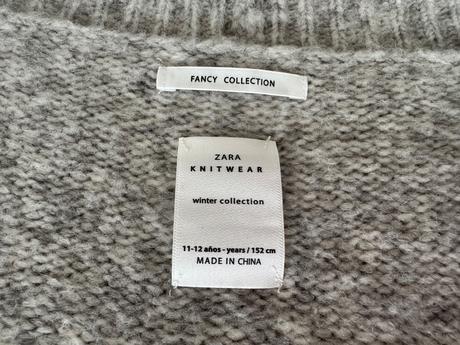 FANCY COLLECTION
ZARA
KNITWEAR
winter collection
11-12 años - years / 152 cm
MADE IN CHINA